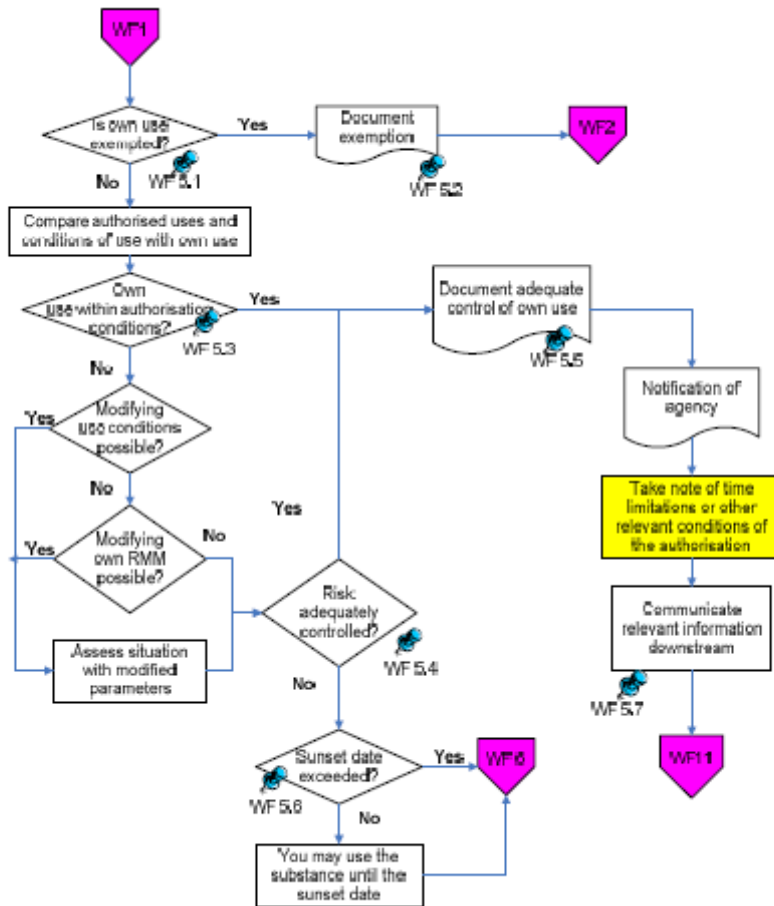 WF1
Is own use
exempted?
Yes
Document
exemption
WF2
No
WF 5.1
WF 5.2
Compare authorised uses and
conditions of use with own use
Own
use within authorisation
conditions?
Yes
WF 5.3
Document adequate
control of own use
WF 5.5
No
Notification of
agency
Yes
Modifying
use conditions
possible?
No
Take note of time
limitations or other
relevant conditions of
the authorisation
Yes
Yes
Modifying
own RMM
possible?
No
Risk
adequately
controlled?
WF 5.4
Communicate
relevant information
downstream
WF 5.7
Assess situation
with modified
parameters
No
Sunset date
exceeded?
Yes
WF6
WF11
WF 5.6
No
You may use the
substance until the
sunset date